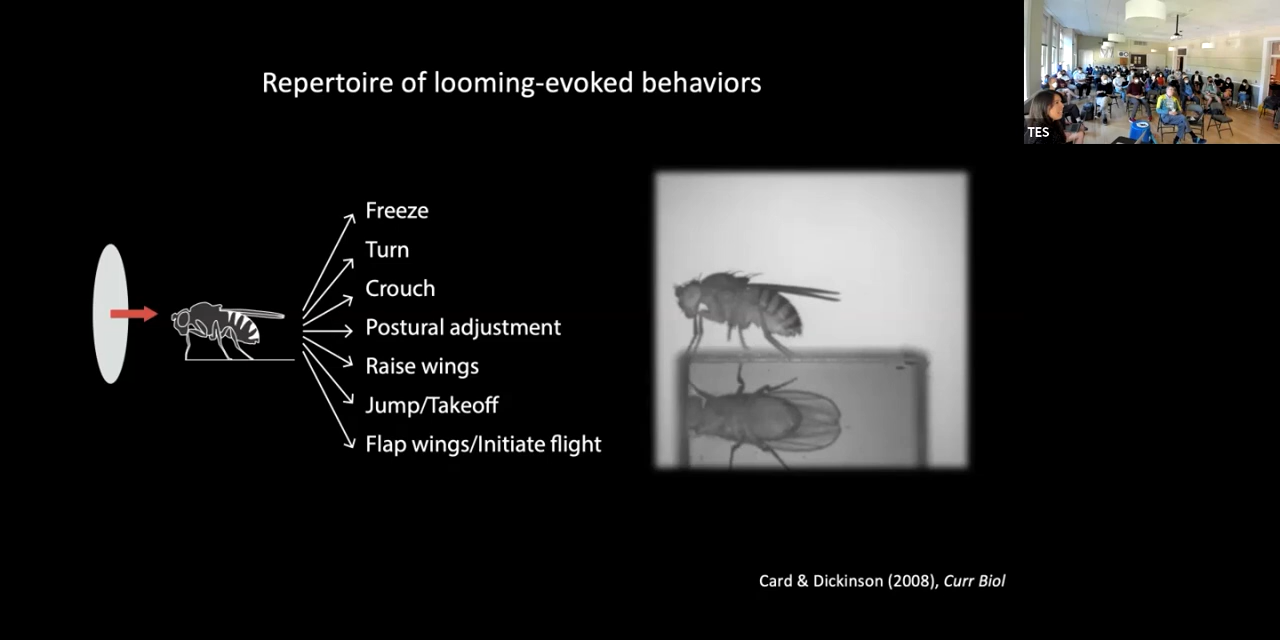 Repertoire of looming-evoked behaviors
TES
Freeze
Turn
Crouch
Postural adjustment
Raise wings
Jump/Takeoff
Flap wings/Initiate flight
Card & Dickinson (2008), Curr Biol